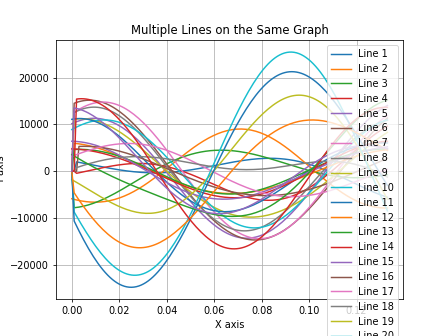 Multiple Lines on the Same Graph
20000
10000
0
−10000
−20000
0.00
0.02
0.04
0.06
0.08
0.10
X axis
Line 1
Line 2
Line 3
Line 4
Line 5
Line 6
Line 7
Line 8
Line 9
Line 10
Line 11
Line 12
Line 13
Line 14
Line 15
Line 16
Line 17
Line 18
Line 19
Line 20